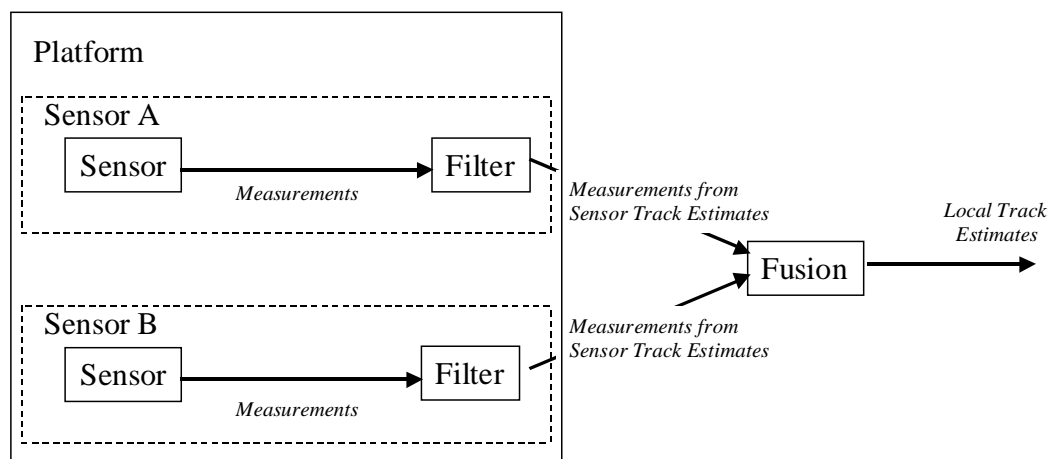 Platform
Sensor A
Sensor
Measurements
Filter
Measurements from
Sensor Track Estimates
Local Track
Estimates
Fusion
Sensor B
Sensor
Measurements
Filter
Measurements from
Sensor Track Estimates